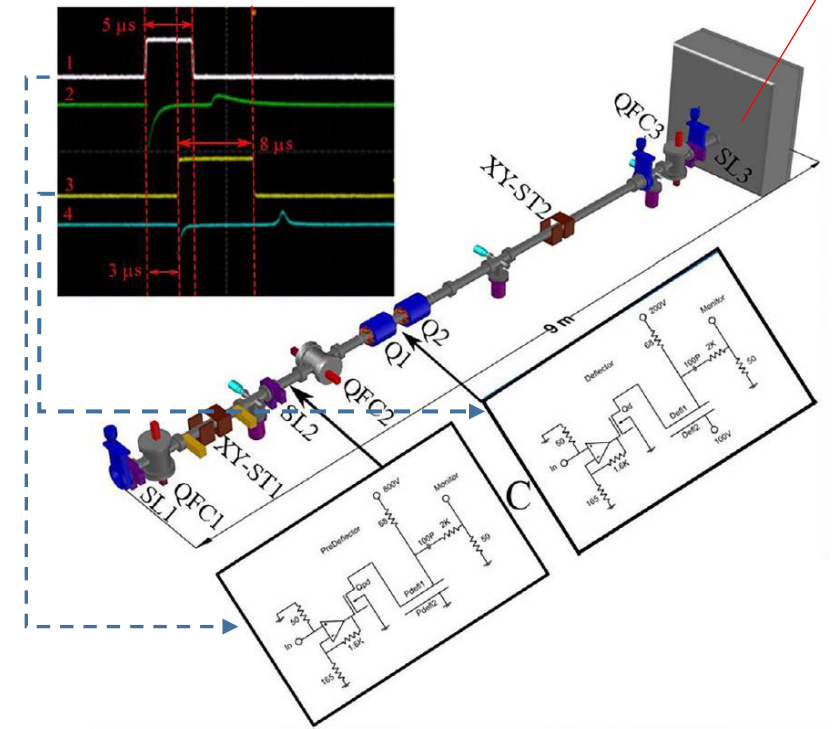 5 µs
1
2
8 µs
3
4
3 µs
QFC3
SL3
XY-ST2
9 m
Q1
Q2
QFC2
SL2
XY-ST1
QFC1
SL1
C
200V
Monitor
68
2K
100P
50
Deflector
Qd
Defl1
Defl2
100V
50
In
1.6K
165
800V
Monitor
68
2K
100P
50
PreDeflector
Qpd
Pdefl1
Pdefl2
50
In
1.6K
165